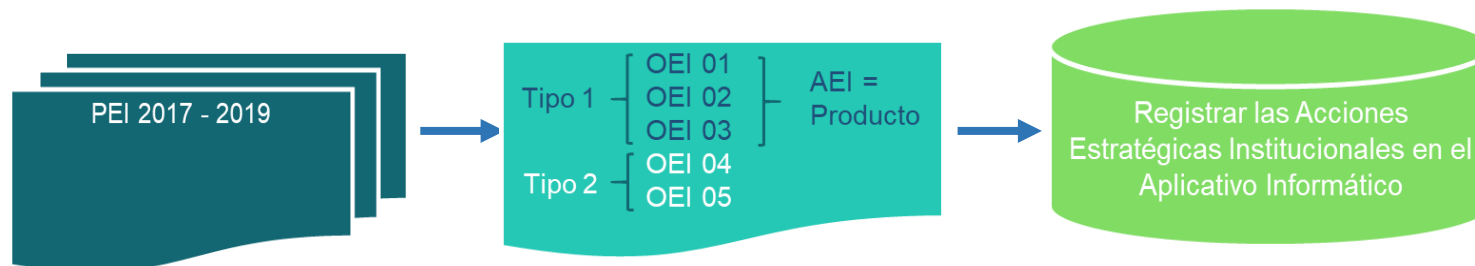 PEI 2017 - 2019
Tipo 1
OEI 01
OEI 02
OEI 03
AEI =
Producto
Tipo 2
OEI 04
OEI 05
Registrar las Acciones
Estratégicas Institucionales en el
Aplicativo Informático